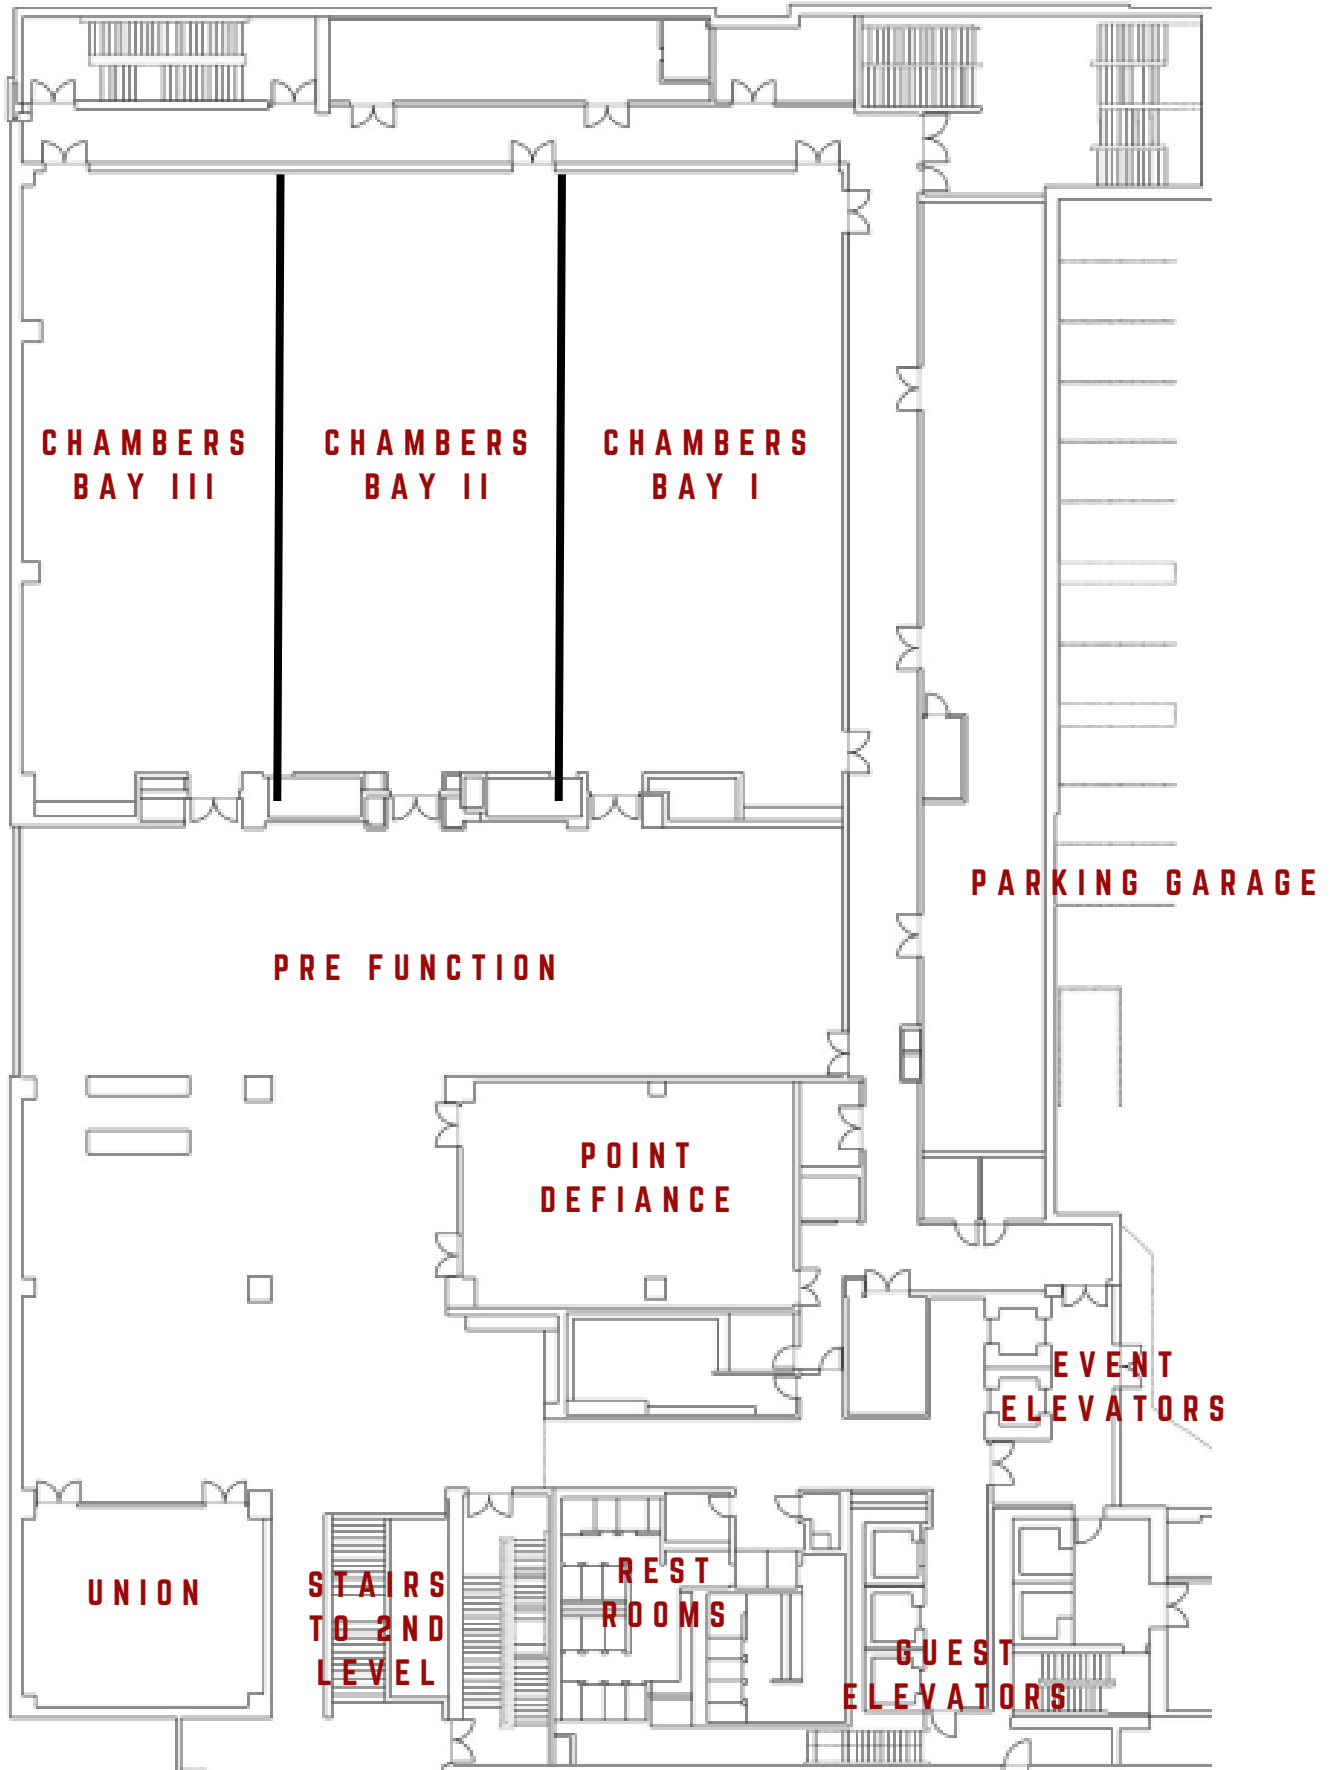 CHAMBERS
BAY III
CHAMBERS
BAY II
CHAMBERS
BAY I
PARKING GARAGE
PRE FUNCTION
POINT
DEFIANCE
EVENT
ELEVATORS
UNION
STAIRS
TO 2ND
LEVEL
REST
ROOMS
GUEST
ELEVATORS